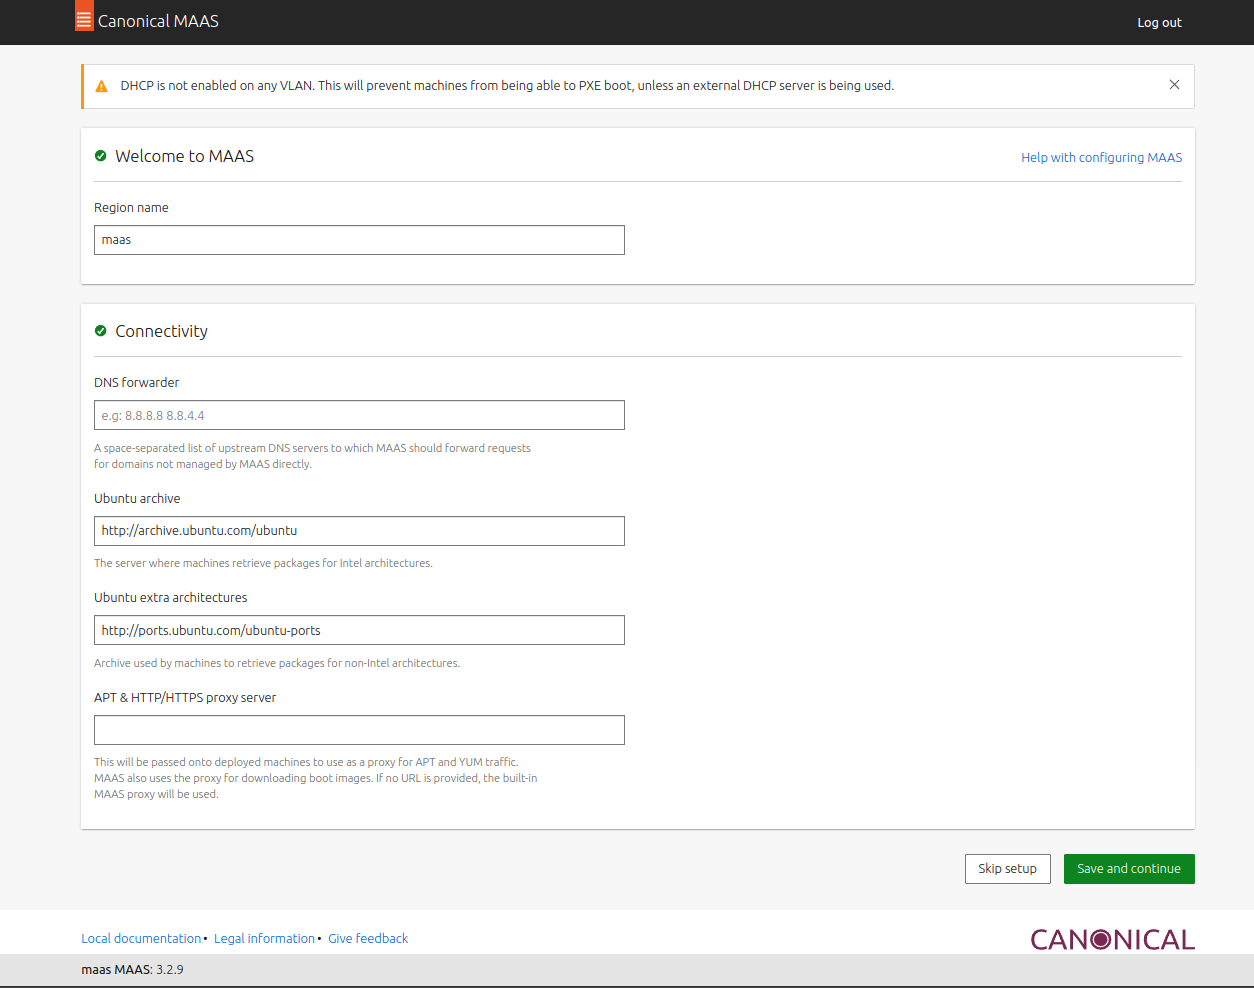 Canonical MAAS
Log out
DHCP is not enabled on any VLAN. This will prevent machines from being able to PXE boot, unless an external DHCP server is being used.
Welcome to MAAS
Help with configuring MAAS
Region name
maas
Connectivity
DNS forwarder
e.g: 8.8.8.8 8.8.4.4
A space-separated list of upstream DNS servers to which MAAS should forward requests
for domains not managed by MAAS directly.
Ubuntu archive
http://archive.ubuntu.com/ubuntu
The server where machines retrieve packages for Intel architectures.
Ubuntu extra architectures
http://ports.ubuntu.com/ubuntu-ports
Archive used by machines to retrieve packages for non-Intel architectures.
APT & HTTP/HTTPS proxy server
This will be passed onto deployed machines to use as a proxy for APT and YUM traffic.
MAAS also uses the proxy for downloading boot images. If no URL is provided, the built-in
MAAS proxy will be used.
Skip setup
Save and continue
Local documentation • Legal information • Give feedback
CANONICAL
maas MAAS: 3.2.9